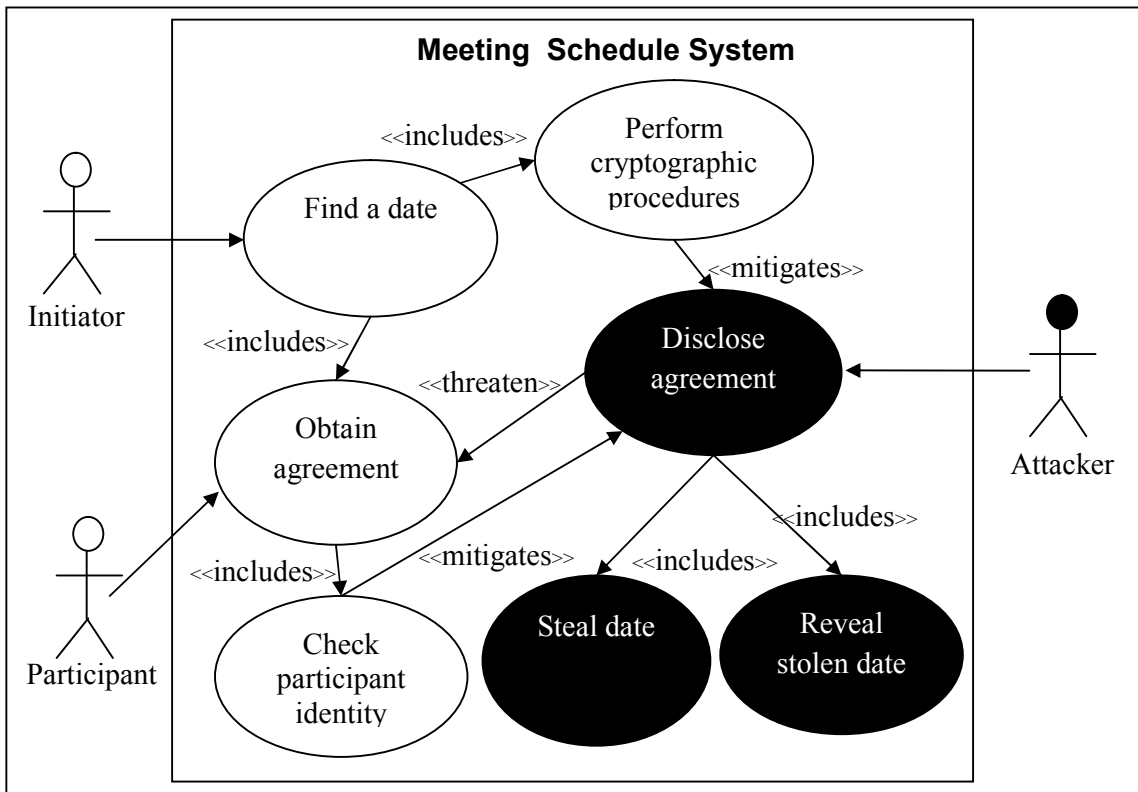 Meeting Schedule System
<<includes>>
Perform
cryptographic
procedures
Find a date
Initiator
<<mitigates>>
<<includes>>
Disclose
agreement
<<threaten>>
Attacker
Obtain
agreement
Participant
<<includes>>
<<mitigates>>
<<includes>>
<<includes>>
Check
participant
identity
Steal date
Reveal
stolen date